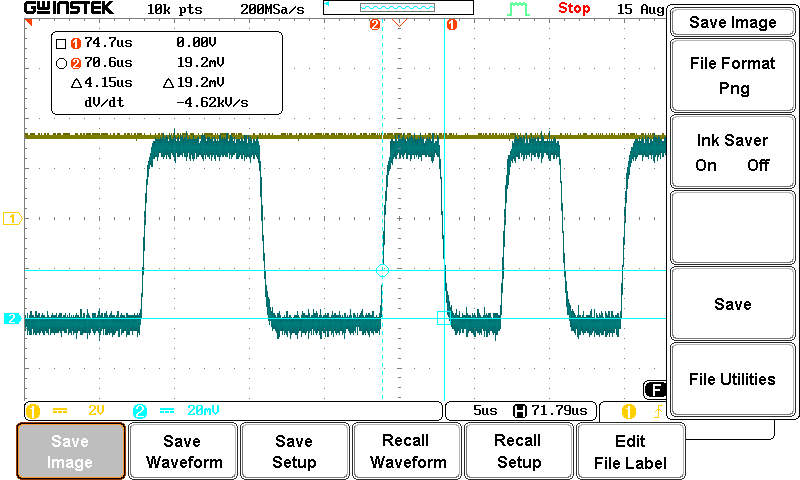 GWINSTEK 10k pts 200MSa/s Stop 15 Aug
2 1
1 74.7us 0.00V
2 70.6us 19.2mV
△4.15us △19.2mV
dV/dt -4.62kV/s
1
2
1 2V 2 20mV 5us H 71.79us 1 F
Save Image
File Format
Png
Ink Saver
On Off
Save
File Utilities
Save
Image
Save
Waveform
Save
Setup
Recall
Waveform
Recall
Setup
Edit
File Label